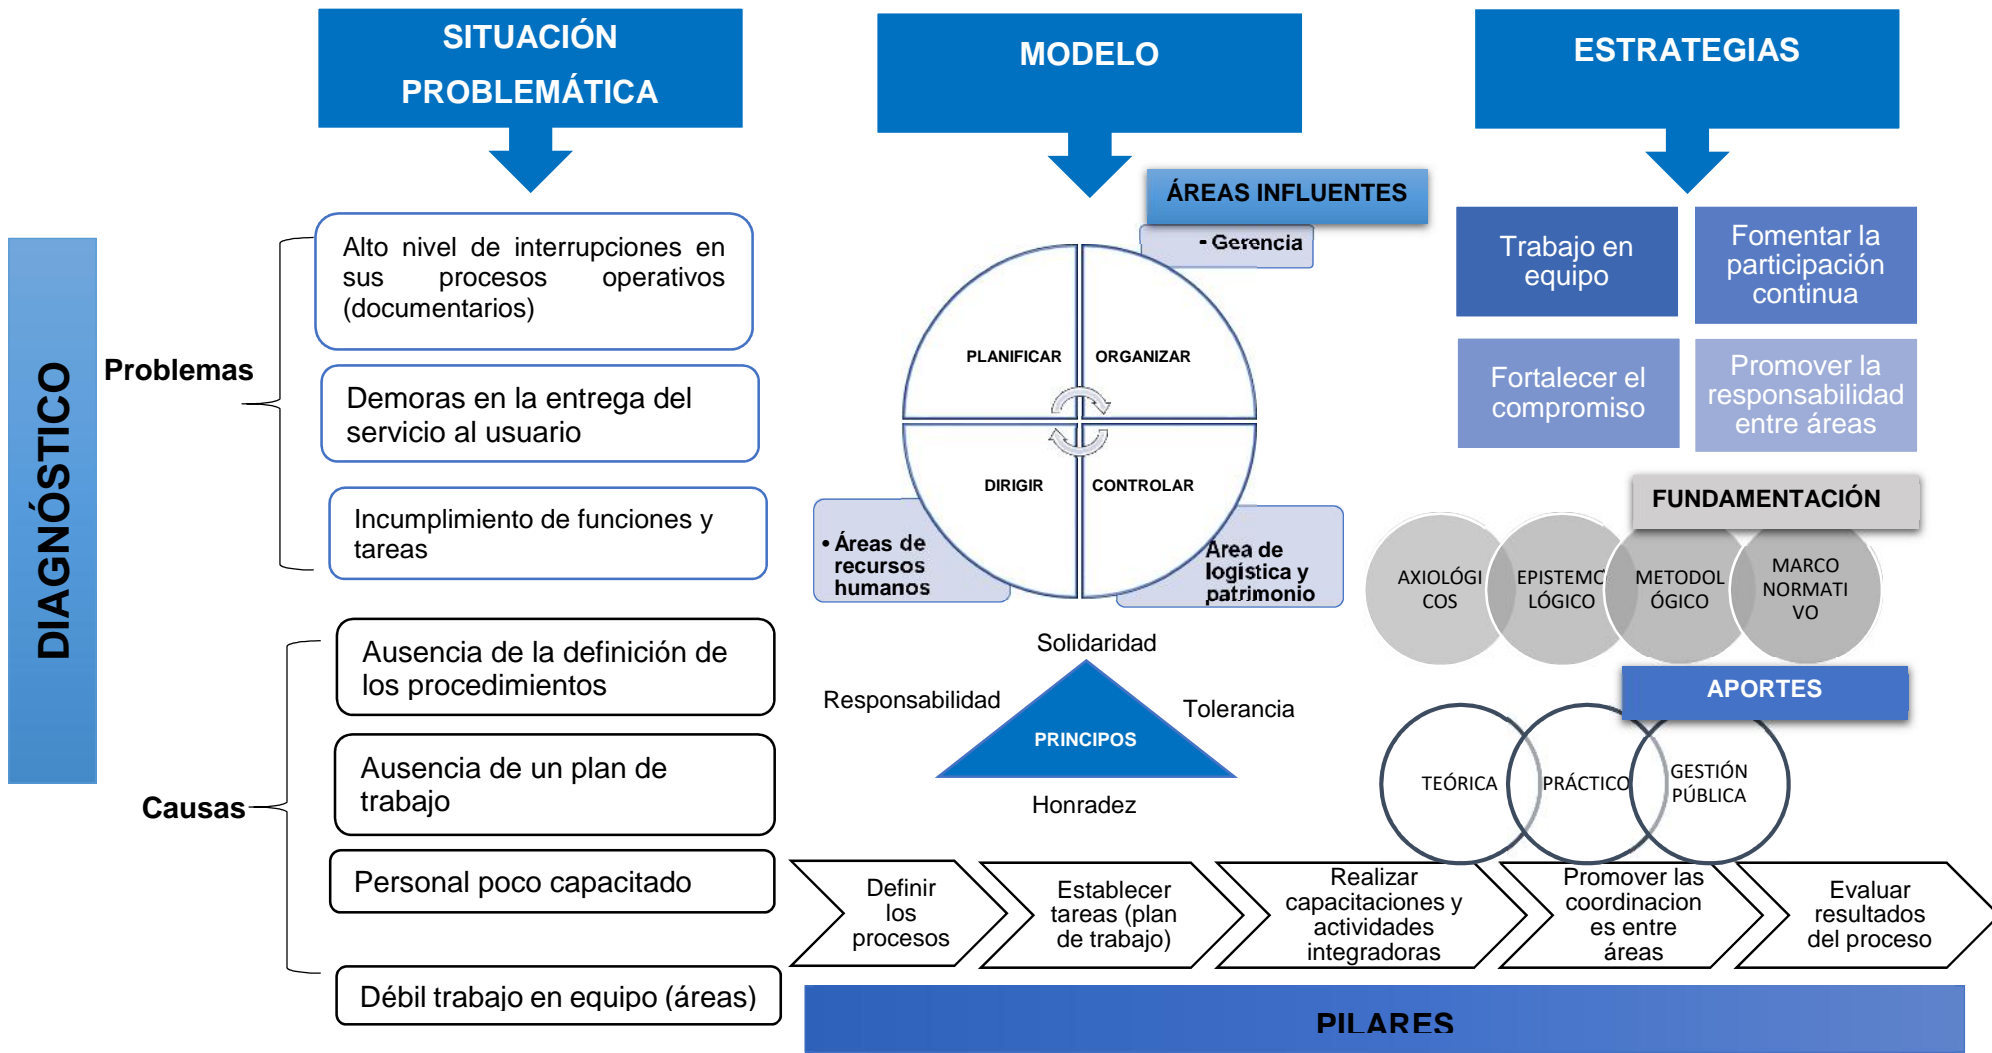 SITUACIÓN
PROBLEMÁTICA
MODELO
ESTRATEGIAS
DIAGNÓSTICO
Problemas
Alto nivel de interrupciones en
sus procesos operativos
(documentarios)
Demoras en la entrega del
servicio al usuario
Incumplimiento de funciones y
tareas
Causas
Ausencia de la definición de
los procedimientos
Ausencia de un plan de
trabajo
Personal poco capacitado
Débil trabajo en equipo (áreas)
ÁREAS INFLUENTES
- Gerencia
PLANIFICAR
ORGANIZAR
DIRIGIR
CONTROLAR
• Áreas de
recursos
humanos
Area de
logística y
patrimonio
Solidaridad
Responsabilidad
Tolerancia
PRINCIPOS
Honradez
Trabajo en
equipo
Fomentar la
participación
continua
Fortalecer el
compromiso
Promover la
responsabilidad
entre áreas
FUNDAMENTACIÓN
AXIOLÓGI
COS
EPISTEMO
LÓGICO
METODOL
ÓGICO
MARCO
NORMATI
VO
APORTES
TEÓRICA
PRÁCTICO
GESTIÓN
PÚBLICA
Definir
los
procesos
Establecer
tareas (plan
de trabajo)
Realizar
capacitaciones y
actividades
integradoras
Promover las
coordinacion
es entre
áreas
Evaluar
resultados
del proceso
PILARES